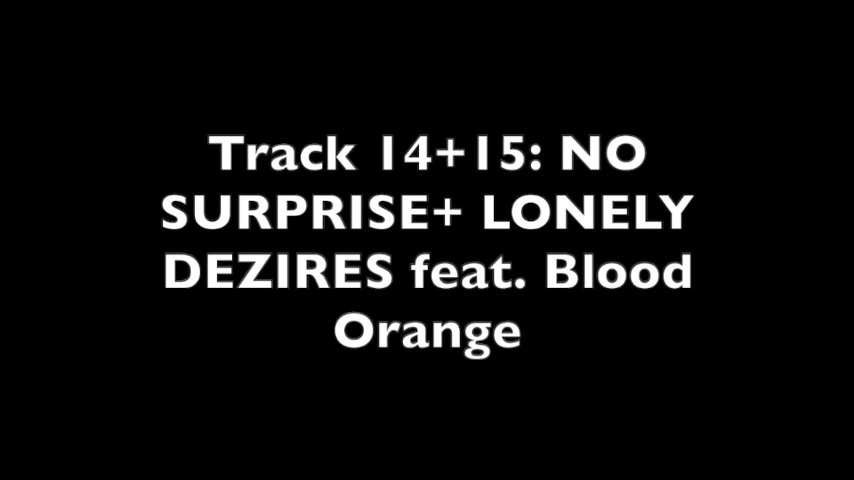 Track 14+15: NO
SURPRISE+ LONELY
DEZIRES feat. Blood
Orange